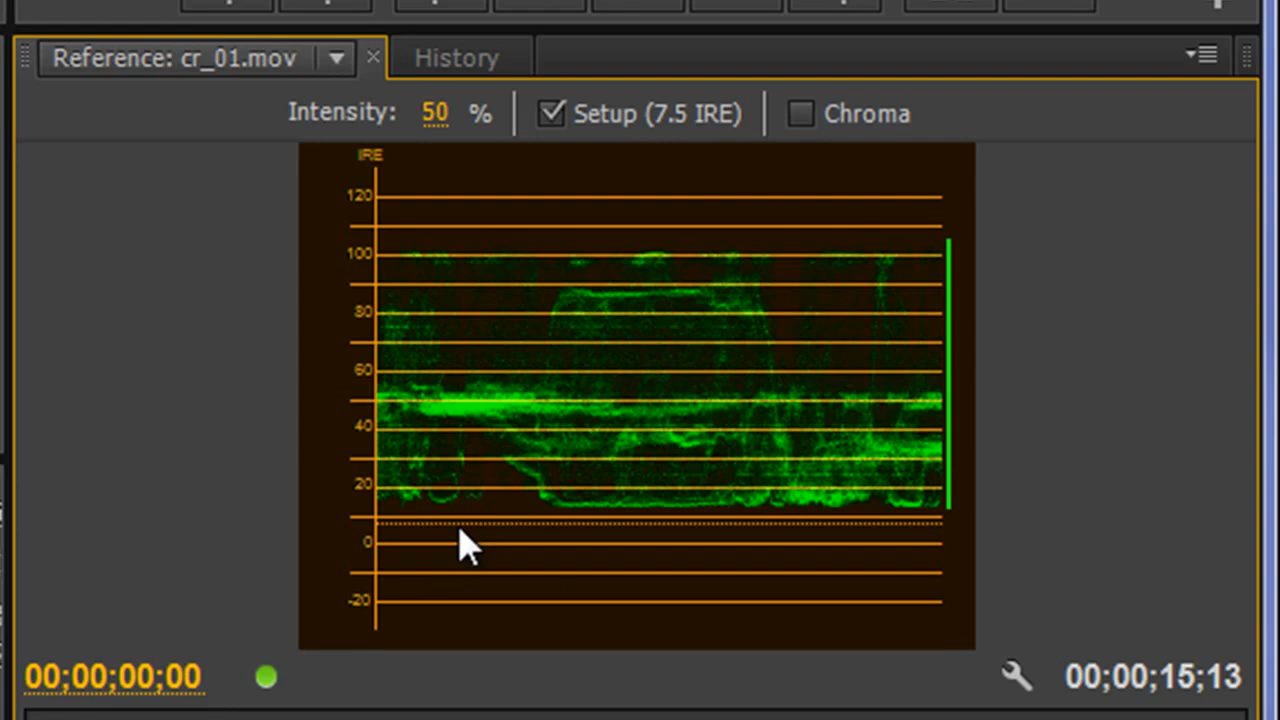 Reference: cr_01.mov
History
Intensity: 50 % Setup (7.5 IRE) Chroma
IRE
120
100
80
60
40
20
0
-20
00;00;00;00
00;00;15;13